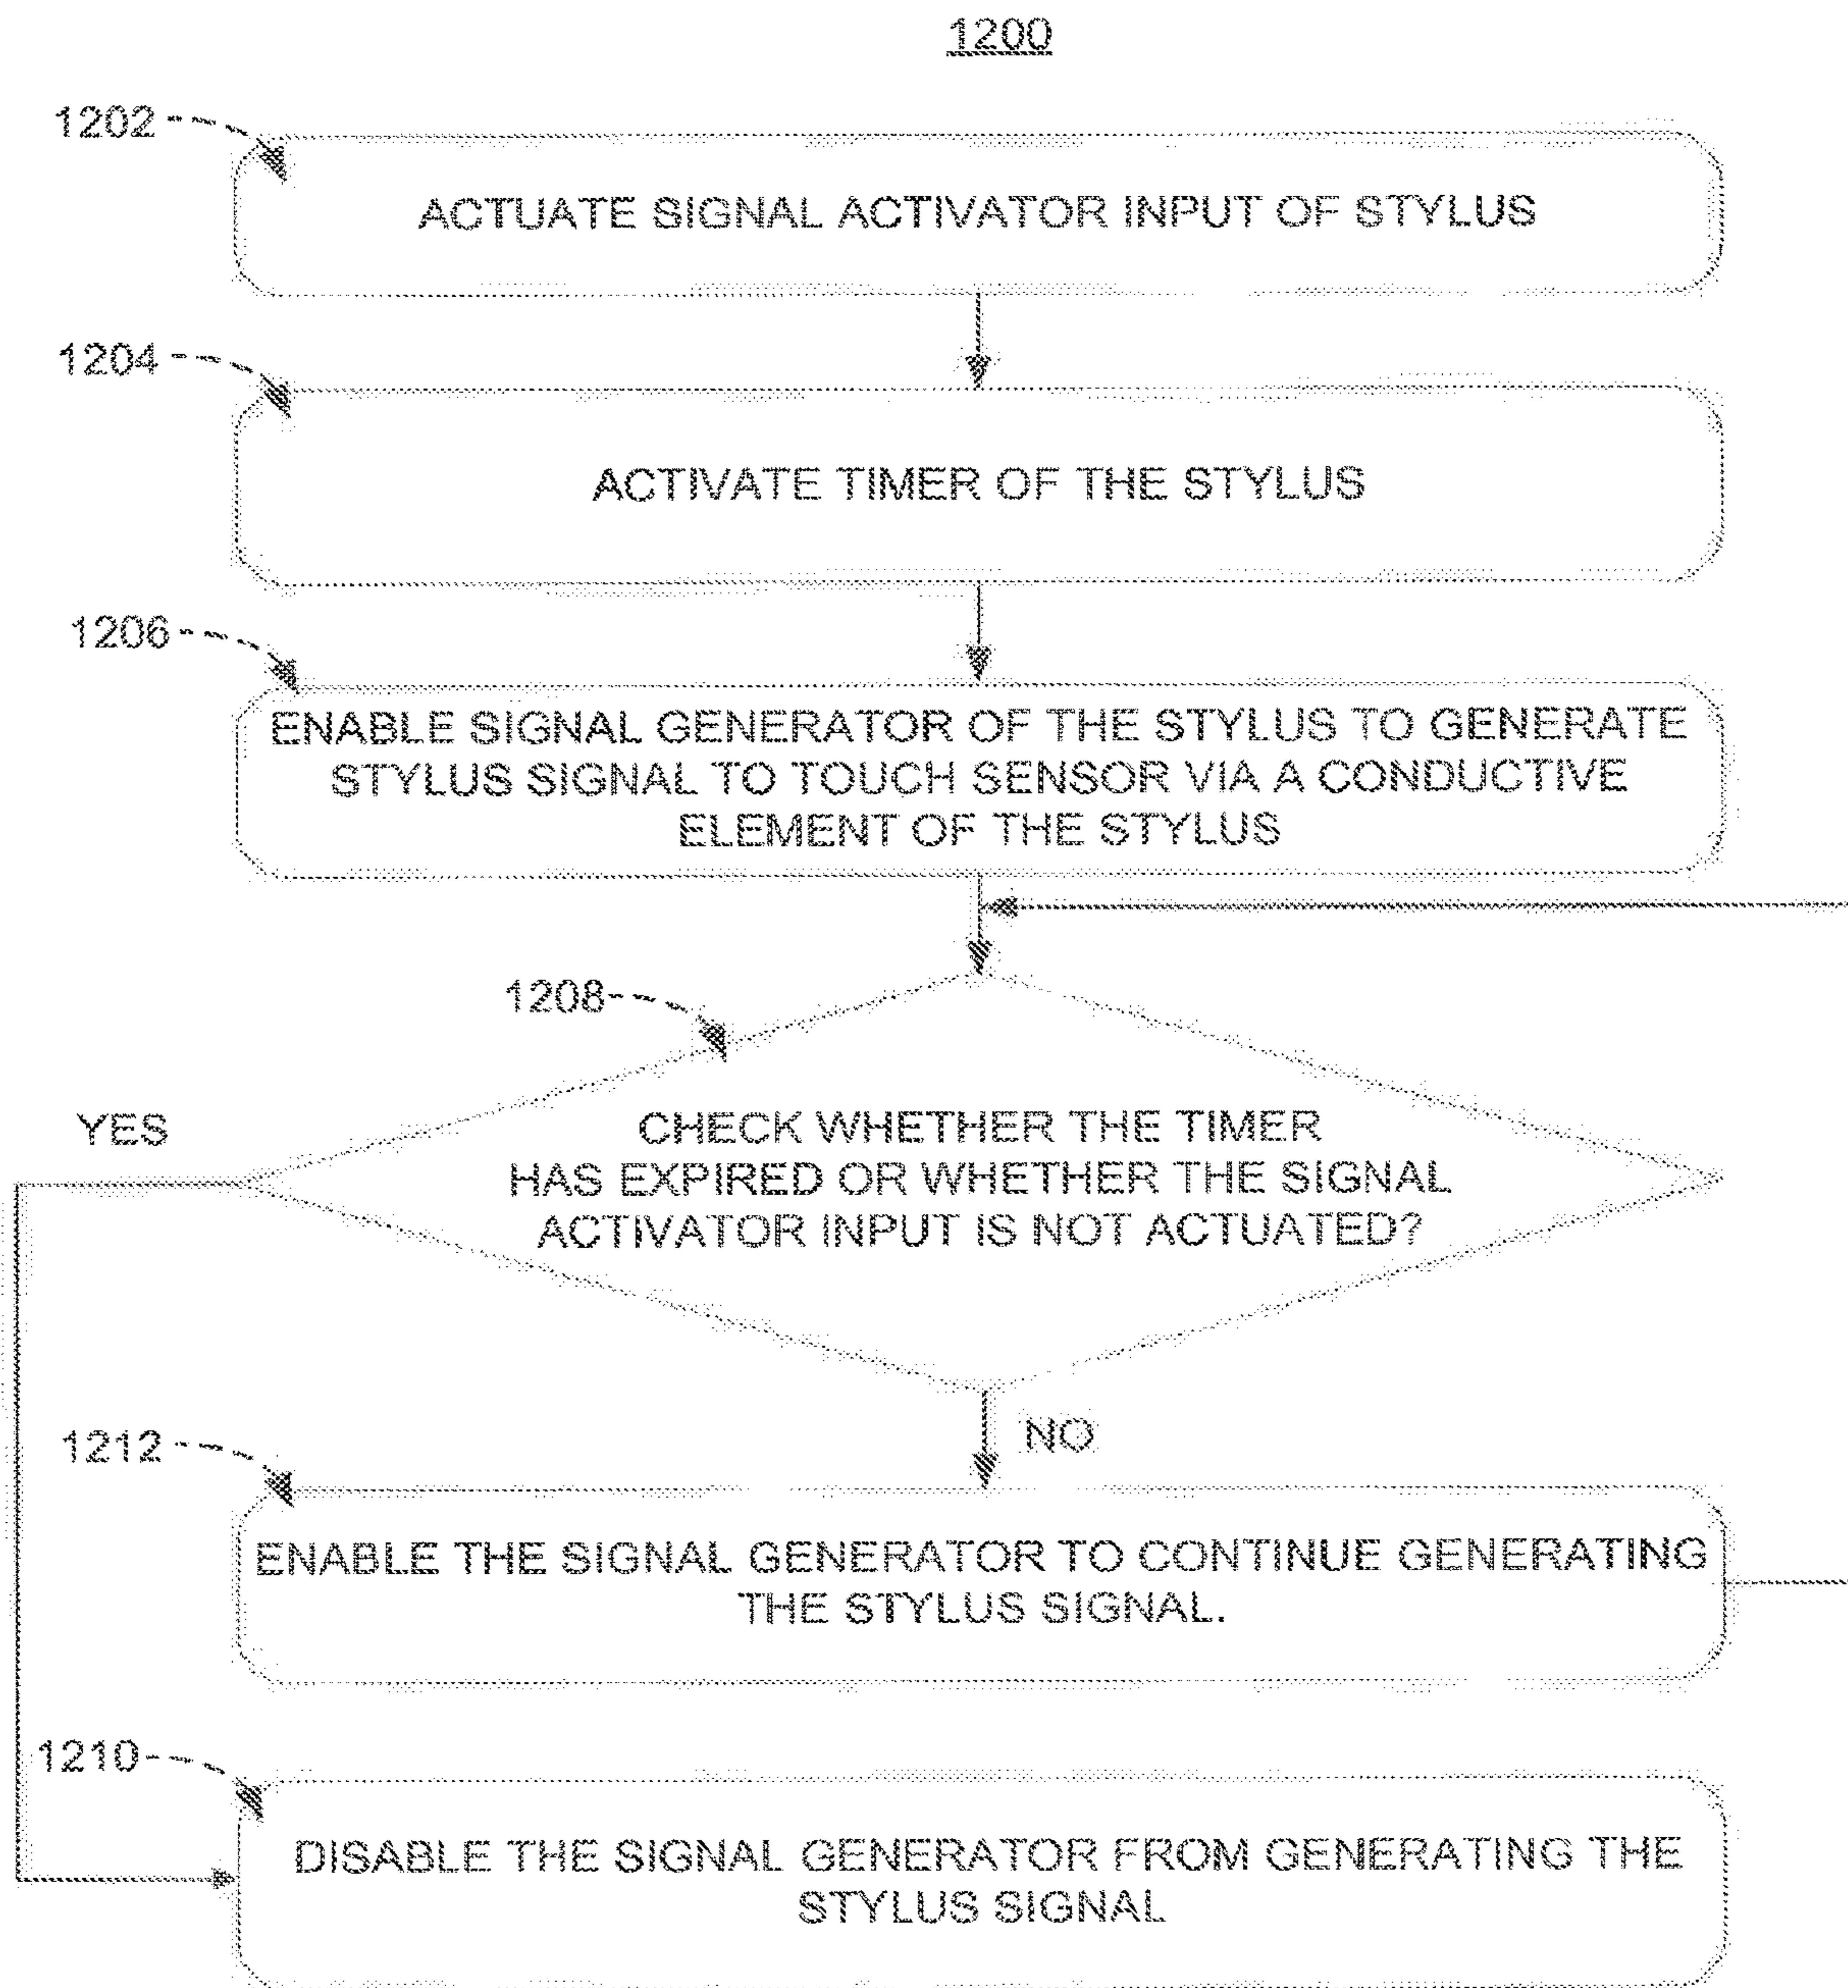 1200
1202
ACTUATE SIGNAL ACTIVATOR INPUT OF STYLUS
1204
ACTIVATE TIMER OF THE STYLUS
1206
ENABLE SIGNAL GENERATOR OF THE STYLUS TO GENERATE
STYLUS SIGNAL TO TOUCH SENSOR VIA A CONDUCTIVE
ELEMENT OF THE STYLUS
1208
YES
CHECK WHETHER THE TIMER
HAS EXPIRED OR WHETHER THE SIGNAL
ACTIVATOR INPUT IS NOT ACTUATED?
NO
1212
ENABLE THE SIGNAL GENERATOR TO CONTINUE GENERATING
THE STYLUS SIGNAL.
1210
DISABLE THE SIGNAL GENERATOR FROM GENERATING THE
STYLUS SIGNAL